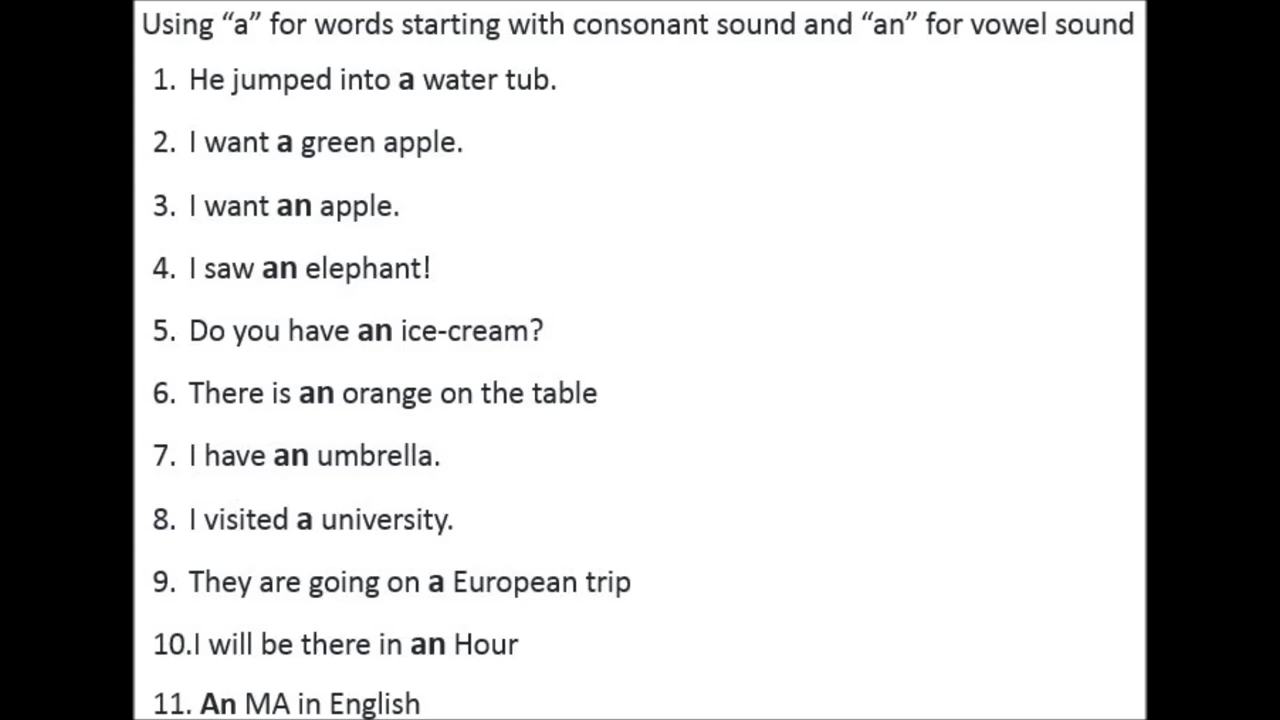 Using “a” for words starting with consonant sound and “an” for vowel sound
1. He jumped into a water tub.
2. I want a green apple.
3. I want an apple.
4. I saw an elephant!
5. Do you have an ice-cream?
6. There is an orange on the table
7. I have an umbrella.
8. I visited a university.
9. They are going on a European trip
10.I will be there in an Hour
11. An MA in English